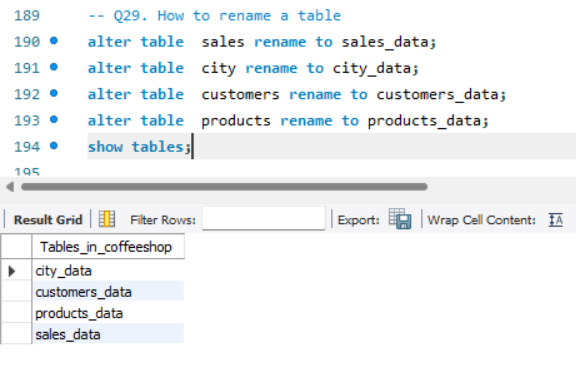 189 -- Q29. How to rename a table
190 alter table  sales rename to sales_data;
191 alter table  city rename to city_data;
192 alter table  customers rename to customers_data;
193 alter table  products rename to products_data;
194 show tables;
195
Result Grid Filter Rows: Export: Wrap Cell Content:
Tables_in_coffeeshop
city_data
customers_data
products_data
sales_data